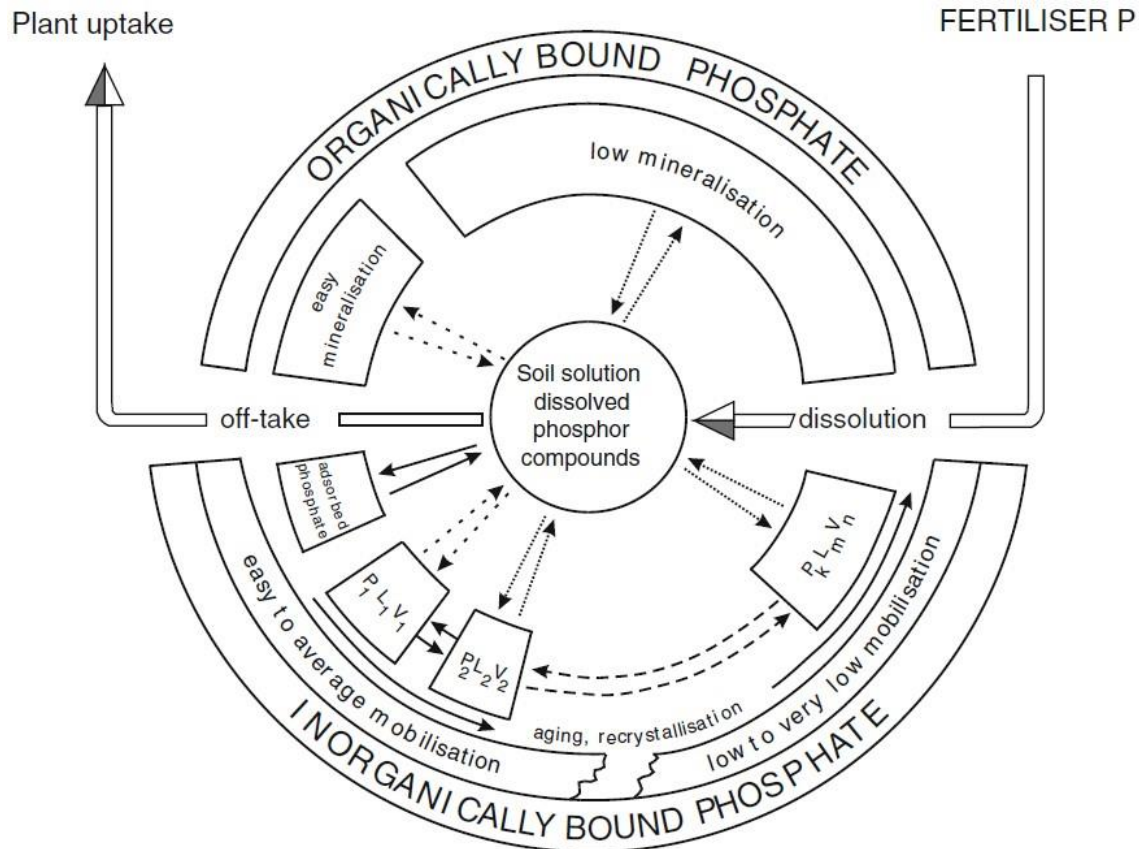 Plant uptake
FERTILISER P
ORGANICALLY BOUND PHOSPHATE
low mineralisation
easy
mineralisation
Soil solution
dissolved
phosphor
compounds
off-take
dissolution
adsorbed
phosphate
P1L1V1
P2L2V2
PkLmVn
easy to average mobilisation
aging, recrystallisation
low to very low mobilisation
INORGANICALLY BOUND PHOSPHATE